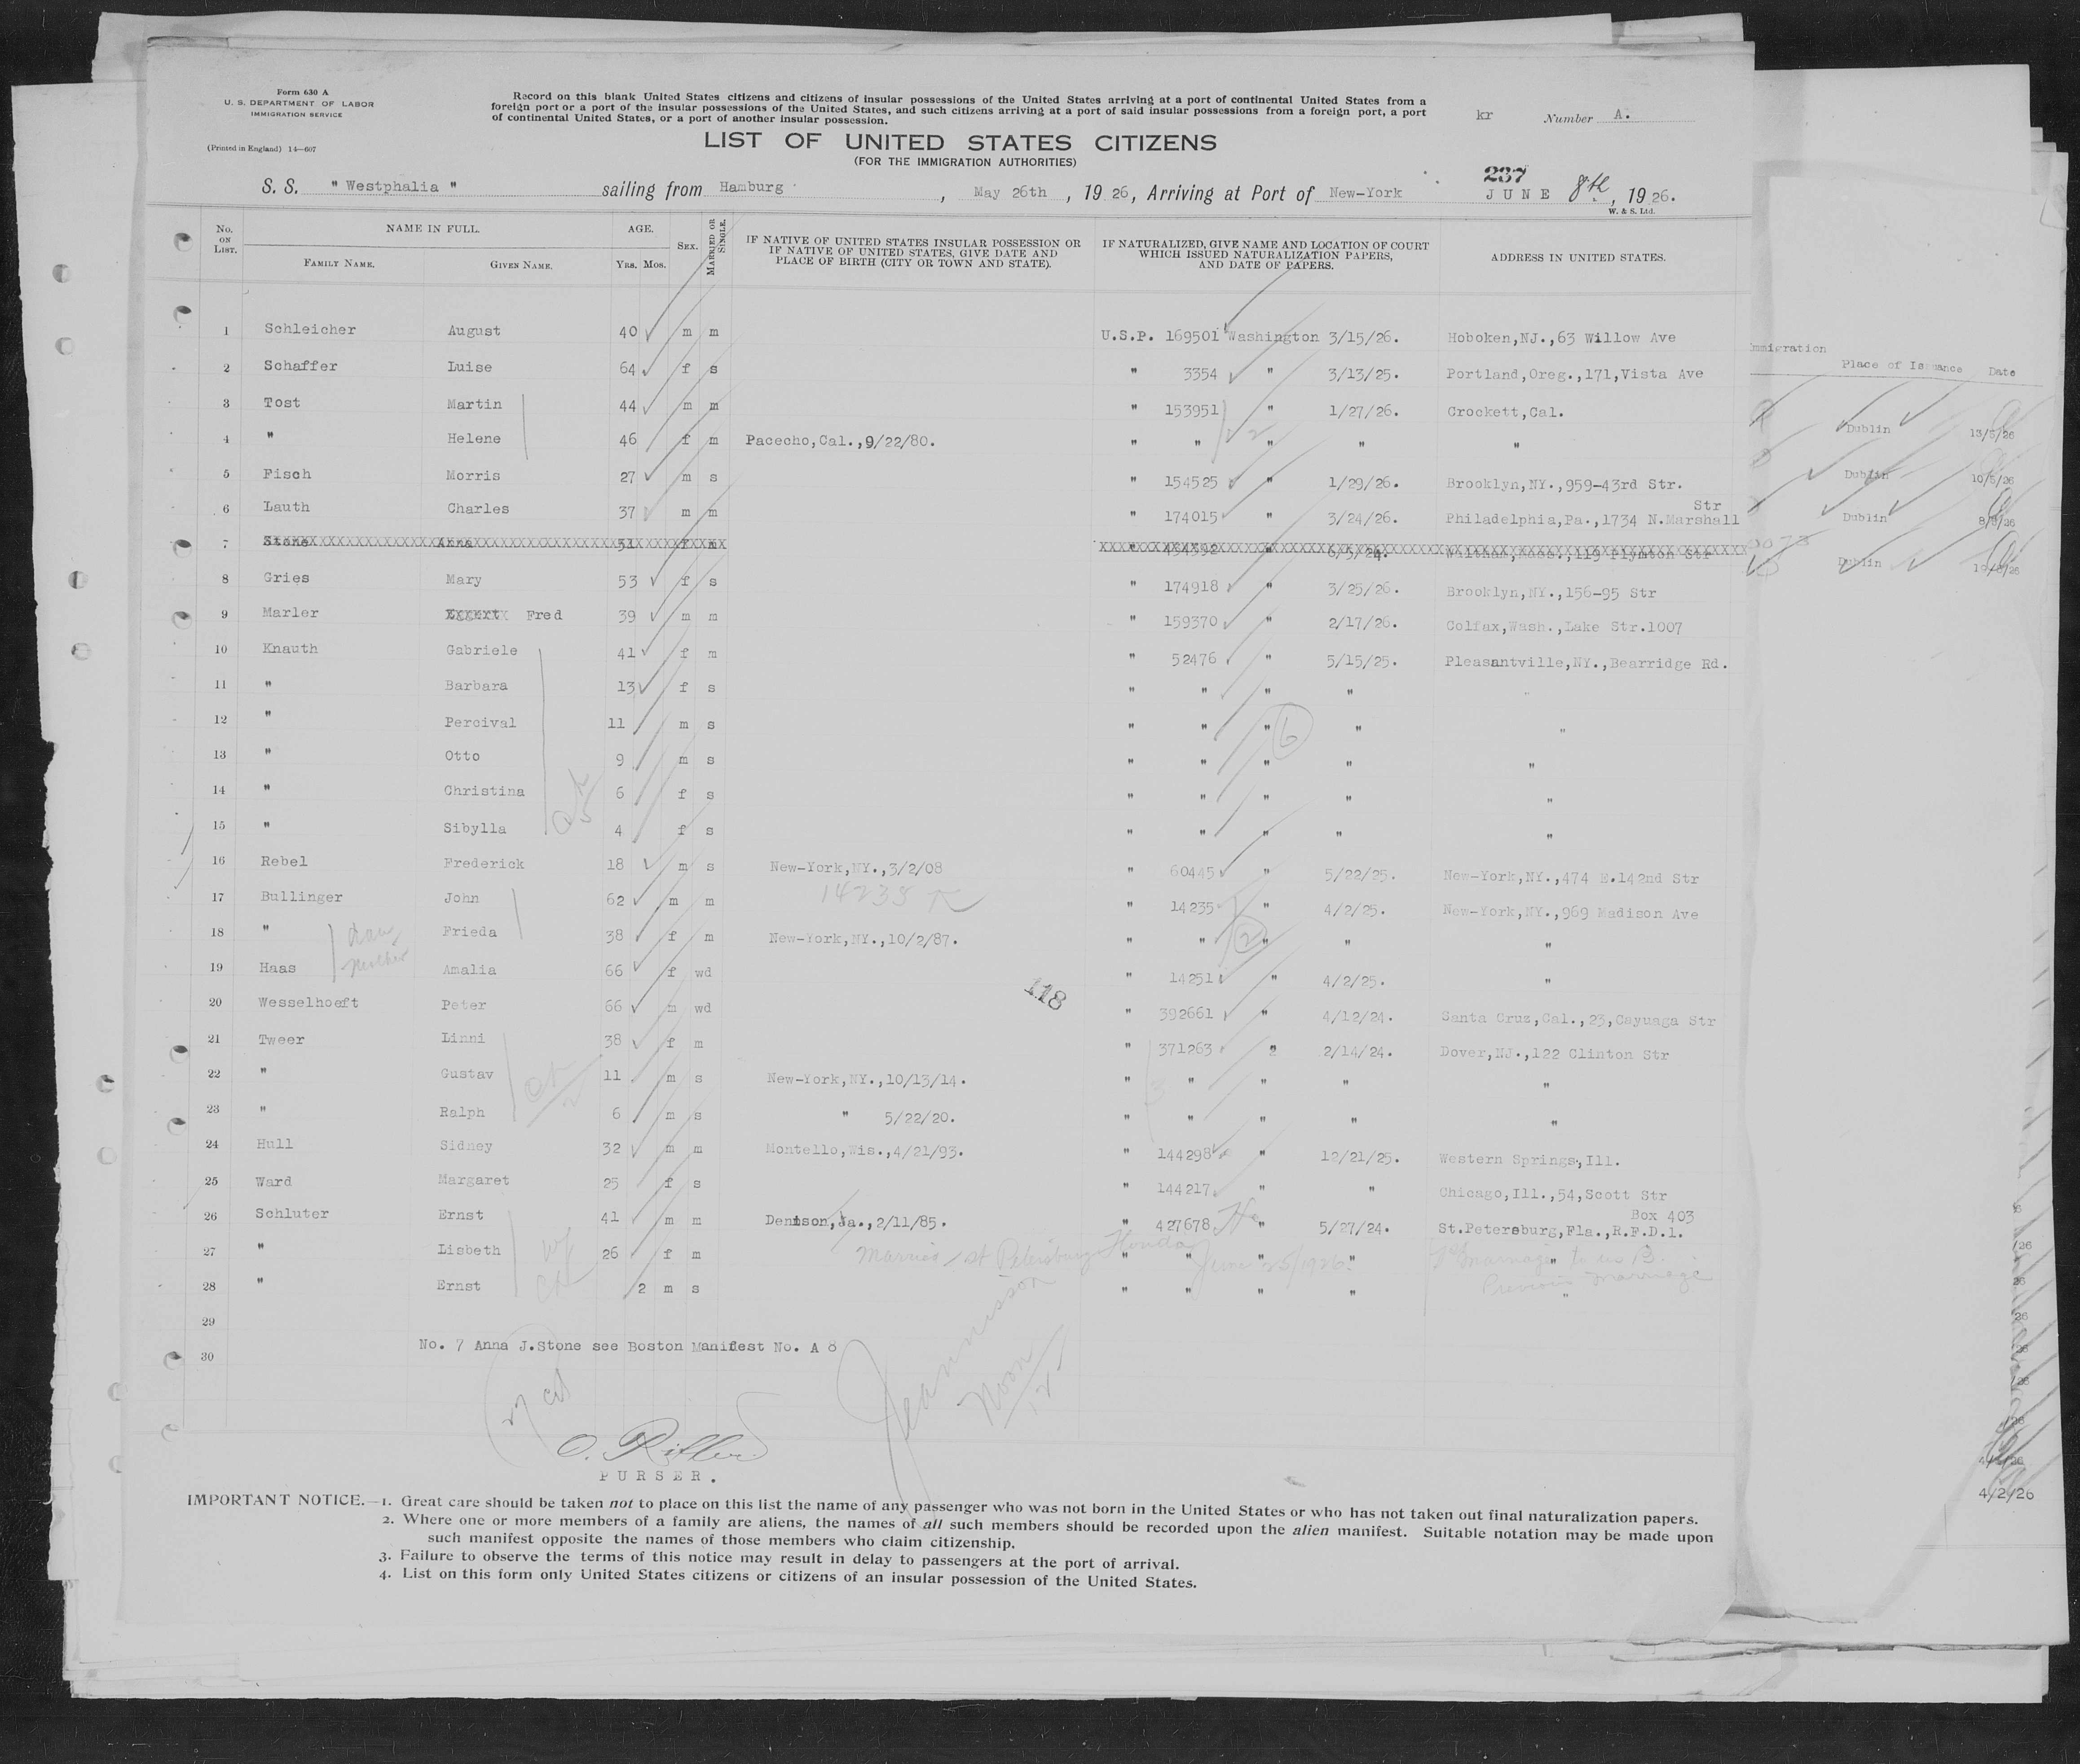 Form 630 A
U. S. DEPARTMENT OF LABOR
IMMIGRATION SERVICE
(Printed in England) 14—607
Record on this blank United States citizens and citizens of insular possessions of the United States arriving at a port of continental United States from a
foreign port or a port of the insular possessions of the United States, and such citizens arriving at a port of said insular possessions from a foreign port, a port
of continental United States, or a port of another insular possession.
kr Number A.
LIST OF UNITED STATES CITIZENS
(FOR THE IMMIGRATION AUTHORITIES)
237
S. S. " Westphalia " sailing from Hamburg , May 26th , 19 26, Arriving at Port of New-York JUNE 8th , 19 26.
W. & S. Ltd.
No. ON LIST. NAME IN FULL. FAMILY NAME. GIVEN NAME. AGE. YRS. MOS. SEX. MARRIED OR SINGLE. IF NATIVE OF UNITED STATES INSULAR POSSESSION OR IF NATIVE OF UNITED STATES, GIVE DATE AND PLACE OF BIRTH (CITY OR TOWN AND STATE). IF NATURALIZED, GIVE NAME AND LOCATION OF COURT WHICH ISSUED NATURALIZATION PAPERS, AND DATE OF PAPERS. ADDRESS IN UNITED STATES.
1 Schleicher August 40 m m U.S.P. 169501 Washington 3/15/26. Hoboken,NJ.,63 Willow Ave
2 Schaffer Luise 64 f s " 3354 " 3/13/25. Portland,Oreg.,171,Vista Ave
3 Tost Martin 44 m m " 153951 " 1/27/26. Crockett,Cal.
4 " Helene 46 f m Pacecho,Cal.,9/22/80. " " " " "
5 Fisch Morris 27 m s " 154525 " 1/29/26. Brooklyn,NY.,959-43rd Str.
6 Lauth Charles 37 m m " 174015 " 3/24/26. Philadelphia,Pa.,1734 N.Marshall Str
7 Stone Anna 51 f m " " 6/5/24. Waltham,Mass.,119 Plymton Str
8 Gries Mary 53 f s " 174918 " 3/25/26. Brooklyn,NY.,156-95 Str
9 Marler Fred 39 m m " 159370 " 2/17/26. Colfax,Wash.,Lake Str.1007
10 Knauth Gabriele 41 f m " 52476 " 5/15/25. Pleasantville,NY.,Bearridge Rd.
11 " Barbara 13 f s " " " " "
12 " Percival 11 m s " " " " "
13 " Otto 9 m s " " " " "
14 " Christina 6 f s " " " " "
15 " Sibylla 4 f s " " " " "
16 Rebel Frederick 18 m s New-York,NY.,3/2/08 " 60445 " 5/22/25. New-York,NY.,474 E.142nd Str
17 Bullinger John 62 m m 14235 " 14235 " 4/2/25. New-York,NY.,969 Madison Ave
18 " Frieda 38 f m New-York,NY.,10/2/87. " " " " "
19 Haas mother Amalia 66 f wd " 14251 " 4/2/25. "
20 Wesselhoeft Peter 66 m wd " 392661 " 4/12/24. Santa Cruz,Cal.,23,Cayuaga Str
21 Tweer Linni 38 f m " 371263 " 2/14/24. Dover,NJ.,122 Clinton Str
22 " Gustav 11 m s New-York,NY.,10/13/14. " " " " "
23 " Ralph 6 m s " 5/22/20. " " " " "
24 Hull Sidney 32 m m Montello,Wis.,4/21/93. " 144298 " 12/21/25. Western Springs,Ill.
25 Ward Margaret 25 f s " 144217 " " Chicago,Ill.,54,Scott Str
26 Schluter Ernst 41 m m Denison,Ja.,2/11/85. " 427678 " 5/27/24. St.Petersburg,Fla.,R.F.D.1. Box 403
27 " Lisbeth 26 f m Married St Petersburg Florida June 25/1926 " " " " "
28 " Ernst 2 m s " " " " " Previous marriage
29
30
118
No. 7 Anna J.Stone see Boston Manifest No. A 8
Noon
PURSER.
IMPORTANT NOTICE.—1. Great care should be taken not to place on this list the name of any passenger who was not born in the United States or who has not taken out final naturalization papers.
2. Where one or more members of a family are aliens, the names of all such members should be recorded upon the alien manifest. Suitable notation may be made upon
such manifest opposite the names of those members who claim citizenship.
3. Failure to observe the terms of this notice may result in delay to passengers at the port of arrival.
4. List on this form only United States citizens or citizens of an insular possession of the United States.
Place of Issuance Date
Dublin 13/5/26
Dublin 10/5/26
Dublin
Dublin
4/2/26